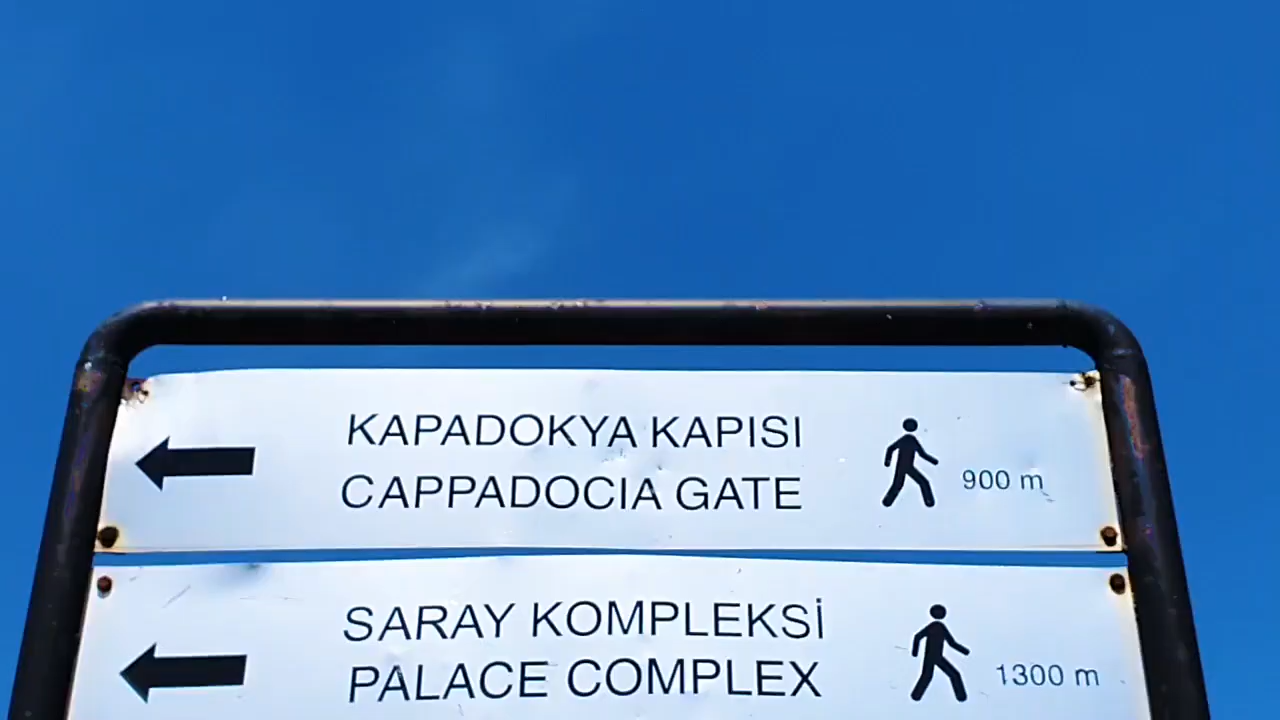 KAPADOKYA KAPISI
CAPPADOCIA GATE
900 m
SARAY KOMPLEKSİ
PALACE COMPLEX
1300 m